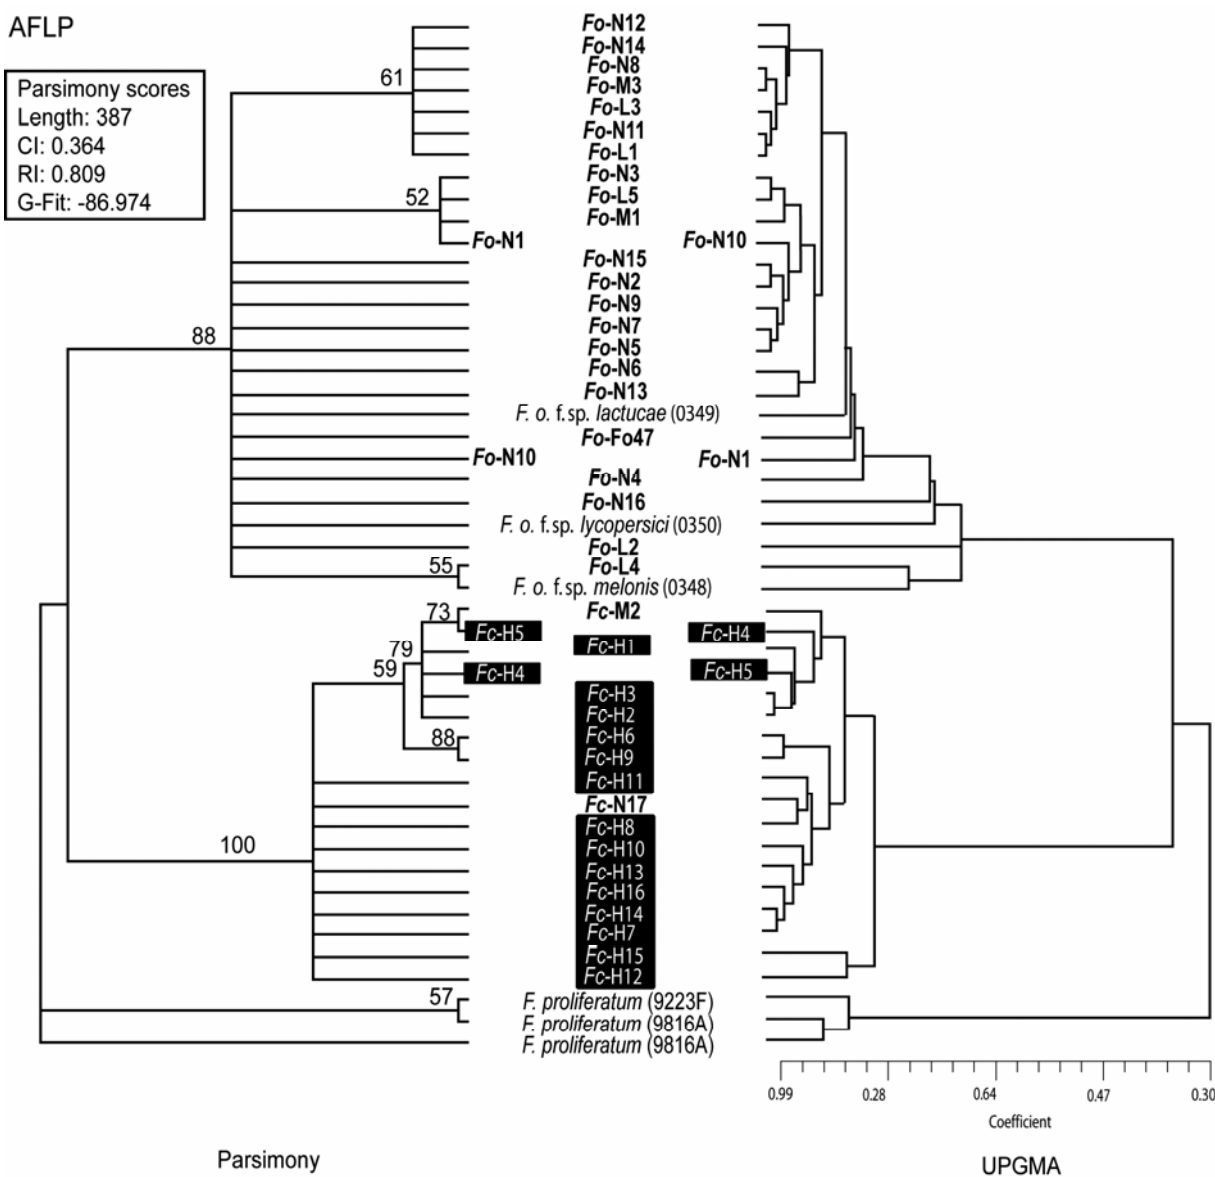 AFLP
Parsimony scores
Length: 387
CI: 0.364
RI: 0.809
G-Fit: -86.974
Fo-N12
Fo-N14
Fo-N8
61
Fo-M3
Fo-L3
Fo-N11
Fo-L1
Fo-N3
52
Fo-L5
Fo-M1
Fo-N1
Fo-N10
Fo-N15
Fo-N2
Fo-N9
Fo-N7
88
Fo-N5
Fo-N6
Fo-N13
F. o. f.sp. lactucae (0349)
Fo-Fo47
Fo-N10
Fo-N1
Fo-N4
Fo-N16
F. o. f.sp. lycopersici (0350)
Fo-L2
55
Fo-L4
F. o. f.sp. melonis (0348)
73
Fc-M2
Fc-H5
Fc-H4
79
Fc-H1
59
Fc-H4
Fc-H5
Fc-H3
Fc-H2
88
Fc-H6
Fc-H9
Fc-H11
Fc-N17
Fc-H8
100
Fc-H10
Fc-H13
Fc-H16
Fc-H14
Fc-H7
Fc-H15
Fc-H12
57
F. proliferatum (9223F)
F. proliferatum (9816A)
F. proliferatum (9816A)
0.99 0.28 0.64 0.47 0.30
Coefficient
Parsimony
UPGMA